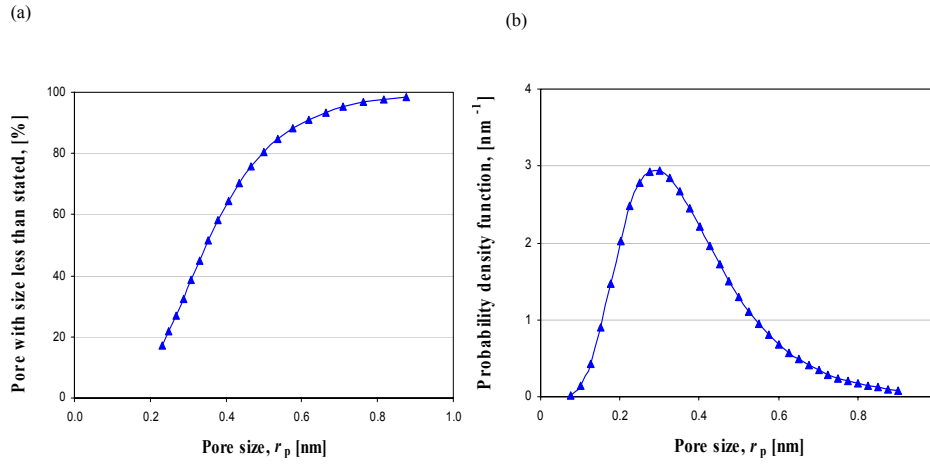 (a)
(b)
Pore with size less than stated, [%]
100
80
60
40
20
0
0.0 0.2 0.4 0.6 0.8 1.0
Pore size, r p [nm]
Probability density function, [nm -1]
4
3
2
1
0
0 0.2 0.4 0.6 0.8
Pore size, r p [nm]